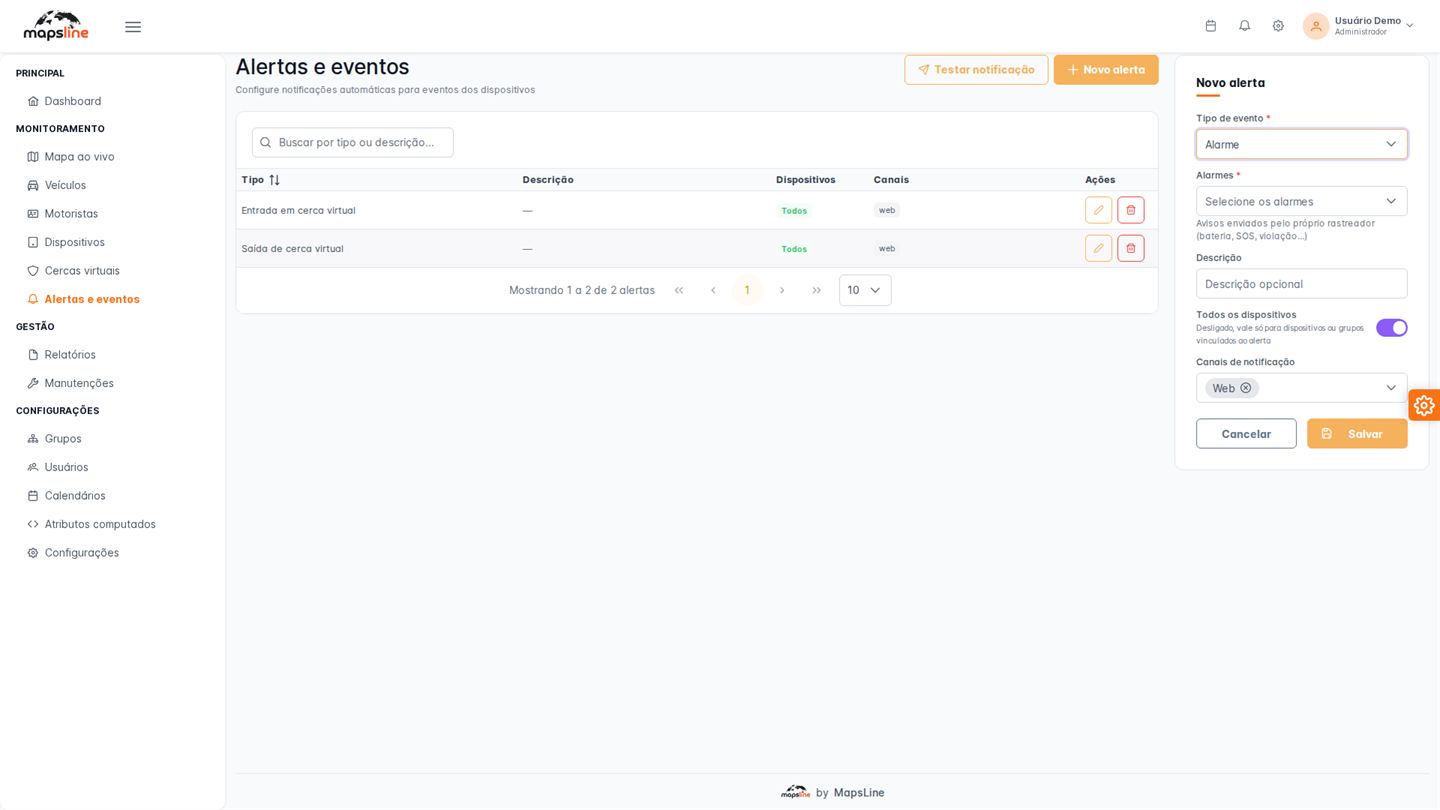 mapsline
Usuário Demo
Administrador
PRINCIPAL
Dashboard
MONITORAMENTO
Mapa ao vivo
Veículos
Motoristas
Dispositivos
Cercas virtuais
Alertas e eventos
GESTÃO
Relatórios
Manutenções
CONFIGURAÇÕES
Grupos
Usuários
Calendários
Atributos computados
Configurações
Alertas e eventos
Configure notificações automáticas para eventos dos dispositivos
Testar notificação
Novo alerta
Buscar por tipo ou descrição...
Tipo Descrição Dispositivos Canais Ações
Entrada em cerca virtual — Todos web
Saída de cerca virtual — Todos web
Mostrando 1 a 2 de 2 alertas 1 10
Novo alerta
Tipo de evento *
Alarme
Alarmes *
Selecione os alarmes
Avisos enviados pelo próprio rastreador
(bateria, SOS, violação...)
Descrição
Descrição opcional
Todos os dispositivos
Desligado, vale só para dispositivos ou grupos
vinculados ao alerta
Canais de notificação
Web
Cancelar
Salvar
mapsline by MapsLine